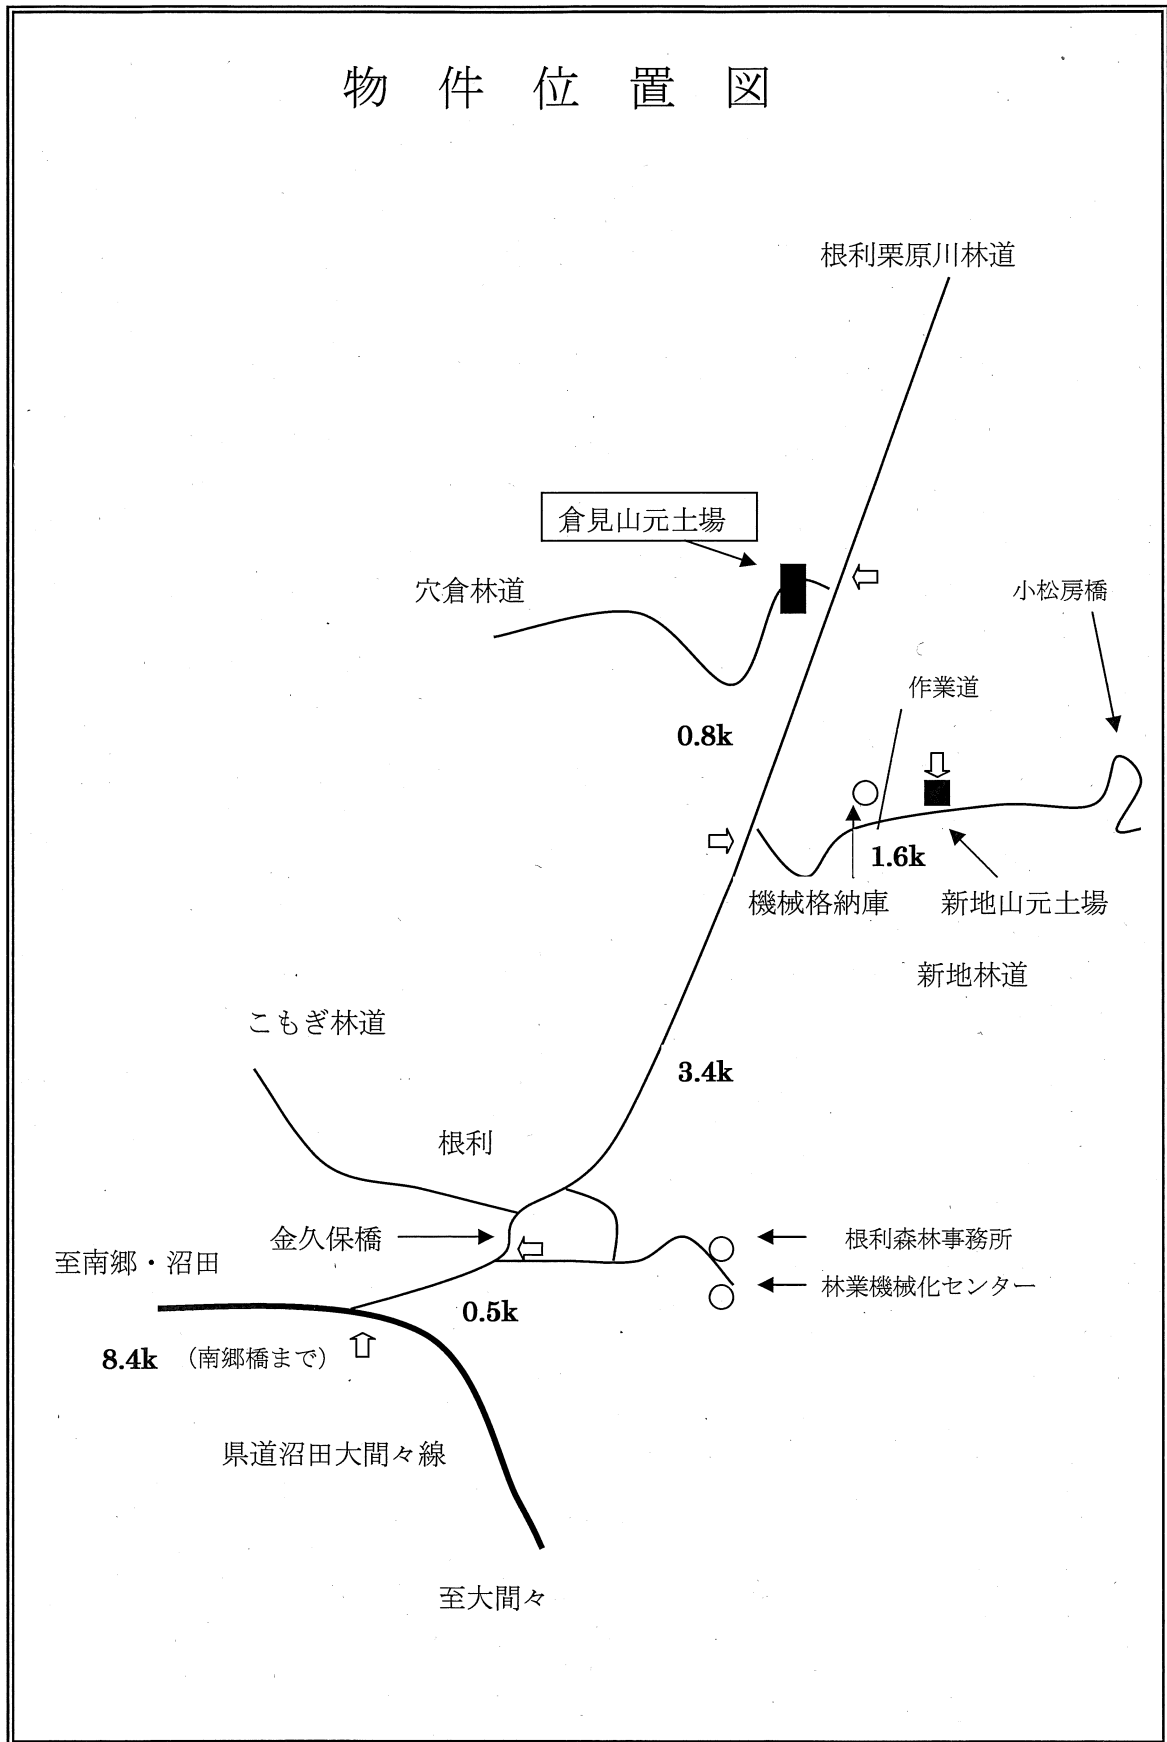 物件位置図
根利栗原川林道
倉見山元土場
穴倉林道
小松房橋
作業道
0.8k
1.6k
機械格納庫
新地山元土場
新地林道
こもぎ林道
3.4k
根利
金久保橋
根利森林事務所
至南郷・沼田
林業機械化センター
0.5k
8.4k （南郷橋まで）
県道沼田大間々線
至大間々